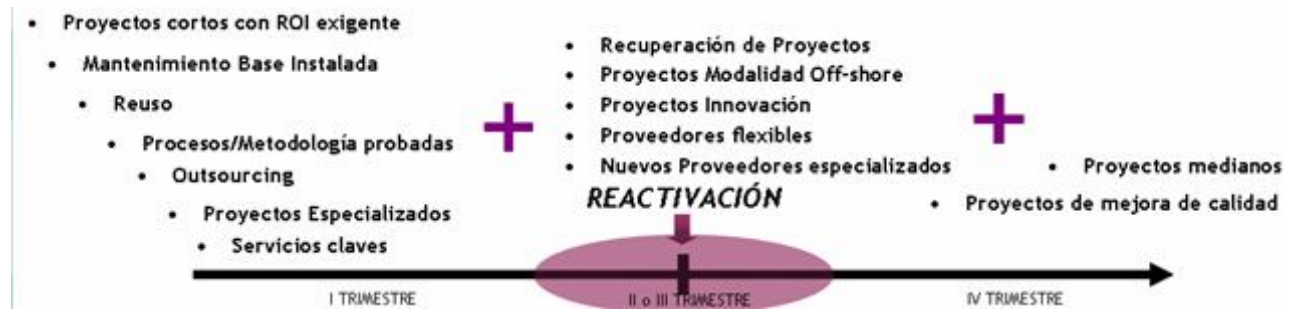 • Proyectos cortos con ROI exigente
• Mantenimiento Base Instalada
• Reuso
• Procesos/Metodología probadas
• Outsourcing
• Proyectos Especializados
• Servicios claves
+
• Recuperación de Proyectos
• Proyectos Modalidad Off-shore
• Proyectos Innovación
• Proveedores flexibles
• Nuevos Proveedores especializados
REACTIVACIÓN
+
• Proyectos medianos
• Proyectos de mejora de calidad
I TRIMESTRE
II o III TRIMESTRE
IV TRIMESTRE